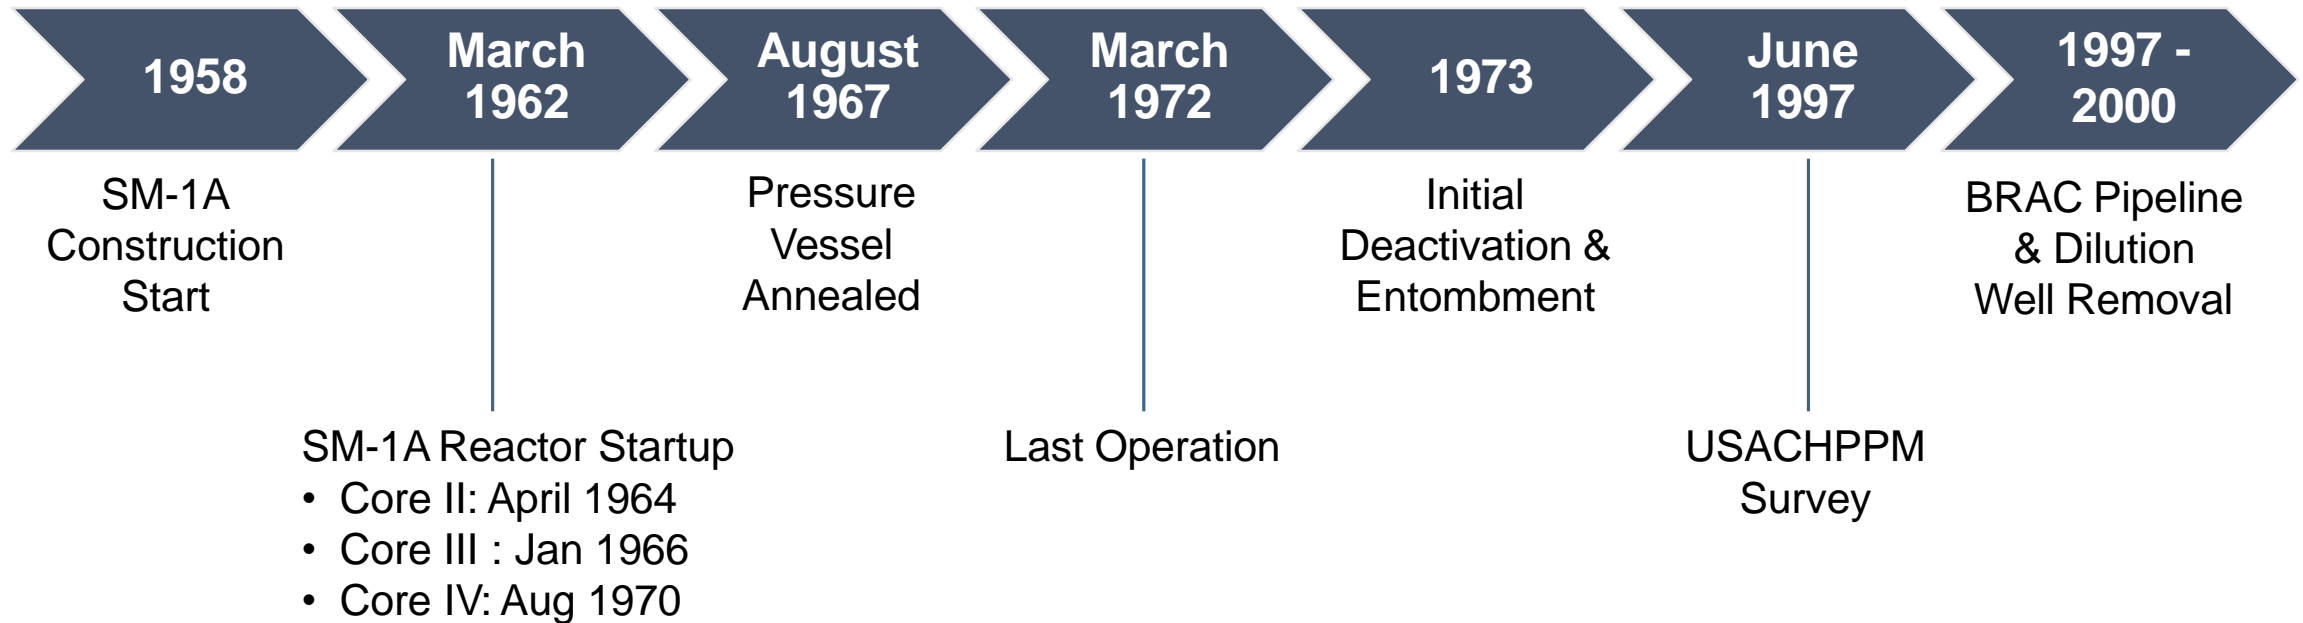 1958
March
1962
August
1967
March
1972
1973
June
1997
1997 -
2000
SM-1A
Construction
Start
Pressure
Vessel
Annealed
Initial
Deactivation &
Entombment
BRAC Pipeline
& Dilution
Well Removal
SM-1A Reactor Startup
• Core II: April 1964
• Core III : Jan 1966
• Core IV: Aug 1970
Last Operation
USACHPPM
Survey